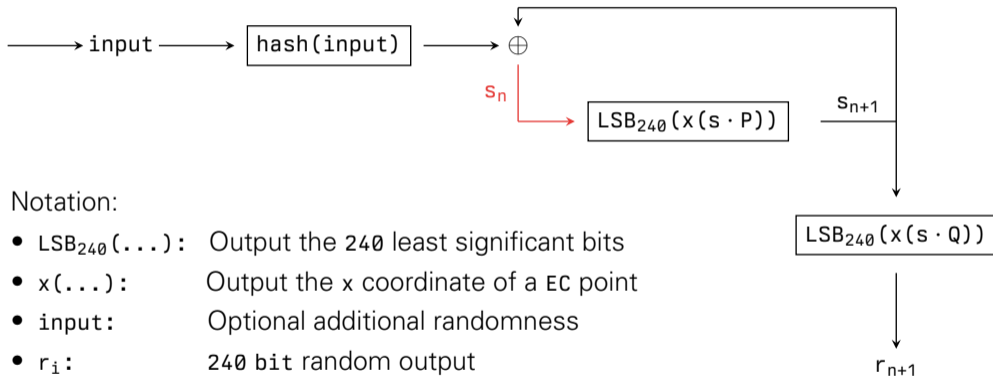 input
hash(input)
⊕
sₙ
LSB₂₄₀(x(s · P))
sₙ₊₁
Notation:
• LSB₂₄₀(...): Output the 240 least significant bits
• x(...): Output the x coordinate of a EC point
• input: Optional additional randomness
• rᵢ: 240 bit random output
LSB₂₄₀(x(s · Q))
rₙ₊₁